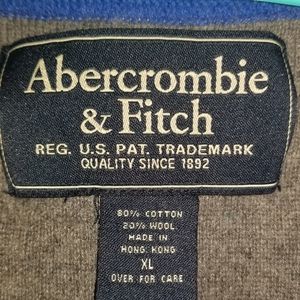 Abercrombie
& Fitch
REG. U.S. PAT. TRADEMARK
QUALITY SINCE 1892
80% COTTON
20% WOOL
MADE IN
HONG KONG
XL
OVER FOR CARE